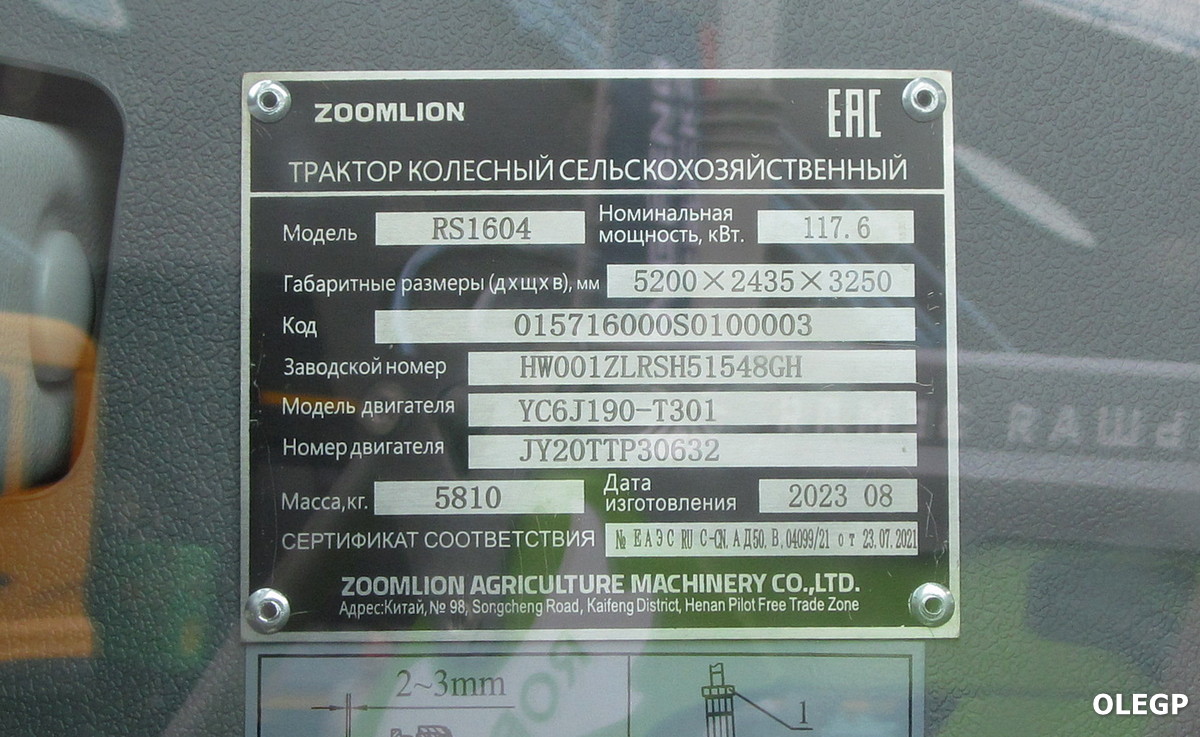 ZOOMLION EAC
ТРАКТОР КОЛЕСНЫЙ СЕЛЬСКОХОЗЯЙСТВЕННЫЙ
Модель RS1604 Номинальная мощность, кВт. 117.6
Габаритные размеры (дхщхв), мм 5200×2435×3250
Код 015716000S0100003
Заводской номер HW001ZLRSH51548GH
Модель двигателя YC6J190-T301
Номер двигателя JY20TTP30632
Масса,кг. 5810 Дата изготовления 2023 08
СЕРТИФИКАТ СООТВЕТСТВИЯ № ЕАЭС RU C-CN.АД50.В.04099/21 от 23.07.2021
ZOOMLION AGRICULTURE MACHINERY CO.,LTD.
Адрес:Китай,№ 98, Songcheng Road, Kaifeng District, Henan Pilot Free Trade Zone
2~3mm
1
OLEGP